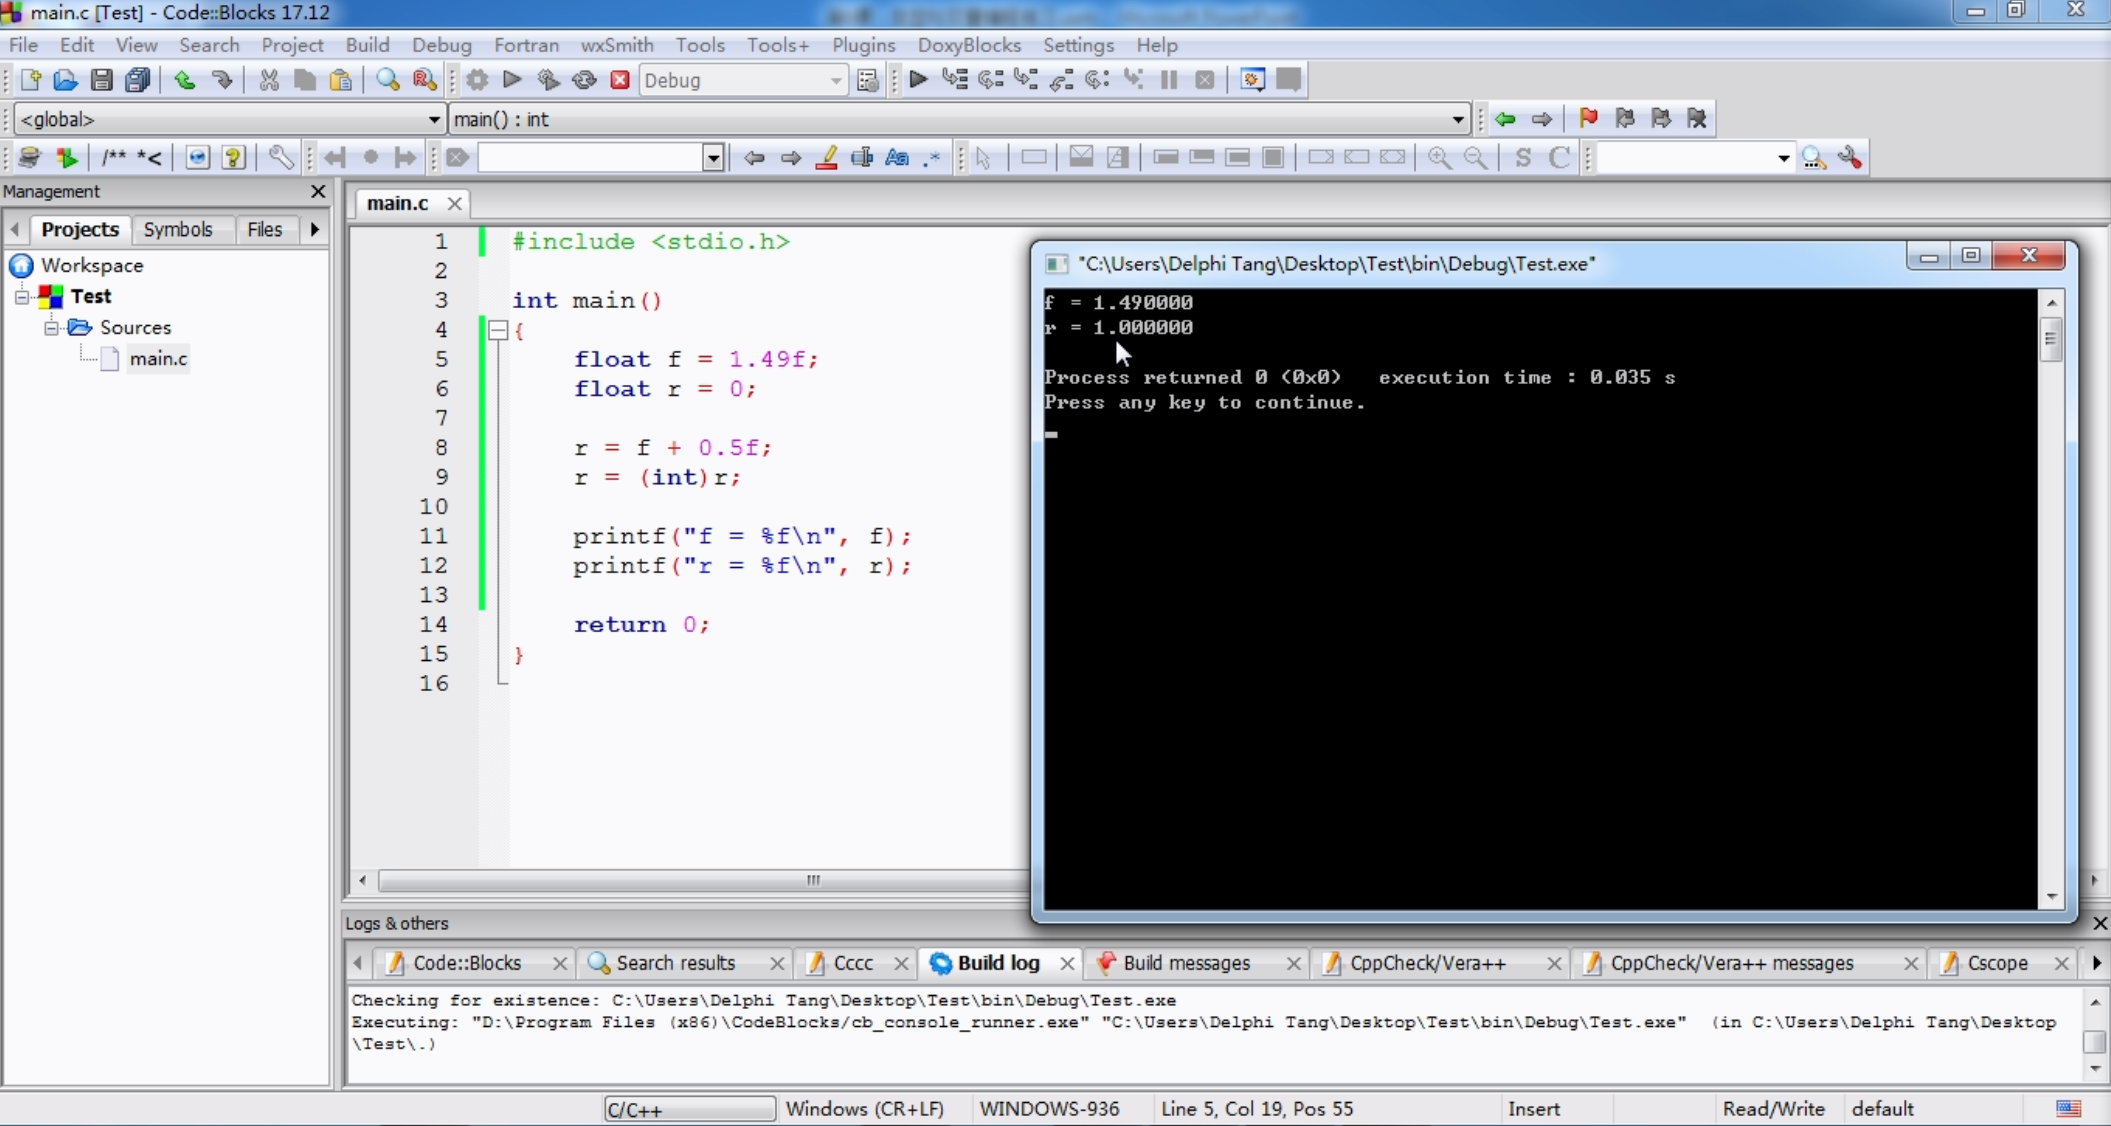 main.c [Test] - Code::Blocks 17.12
File Edit View Search Project Build Debug Fortran wxSmith Tools Tools+ Plugins DoxyBlocks Settings Help
Debug
<global> main() : int
/** *<
S C
Management
Projects Symbols Files
Workspace
Test
Sources
main.c
main.c
1 #include <stdio.h>
2
3 int main()
4 {
5 float f = 1.49f;
6 float r = 0;
7
8 r = f + 0.5f;
9 r = (int)r;
10
11 printf("f = %f\n", f);
12 printf("r = %f\n", r);
13
14 return 0;
15 }
16
"C:\Users\Delphi Tang\Desktop\Test\bin\Debug\Test.exe"
f = 1.490000
r = 1.000000
Process returned 0 (0x0) execution time : 0.035 s
Press any key to continue.
Logs & others
Code::Blocks Search results Cccc Build log Build messages CppCheck/Vera++ CppCheck/Vera++ messages Cscope
Checking for existence: C:\Users\Delphi Tang\Desktop\Test\bin\Debug\Test.exe
Executing: "D:\Program Files (x86)\CodeBlocks/cb_console_runner.exe" "C:\Users\Delphi Tang\Desktop\Test\bin\Debug\Test.exe" (in C:\Users\Delphi Tang\Desktop
\Test\.)
C/C++ Windows (CR+LF) WINDOWS-936 Line 5, Col 19, Pos 55 Insert Read/Write default